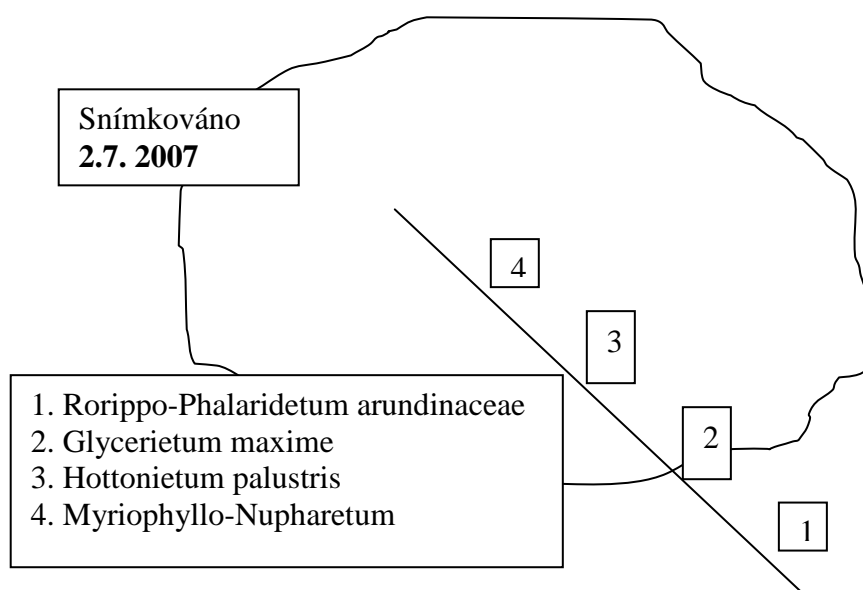 Snímkováno
2.7. 2007
4
3
1. Rorippo-Phalaridetum arundinaceae
2. Glycerietum maxime
3. Hottonietum palustris
4. Myriophyllo-Nupharetum
2
1